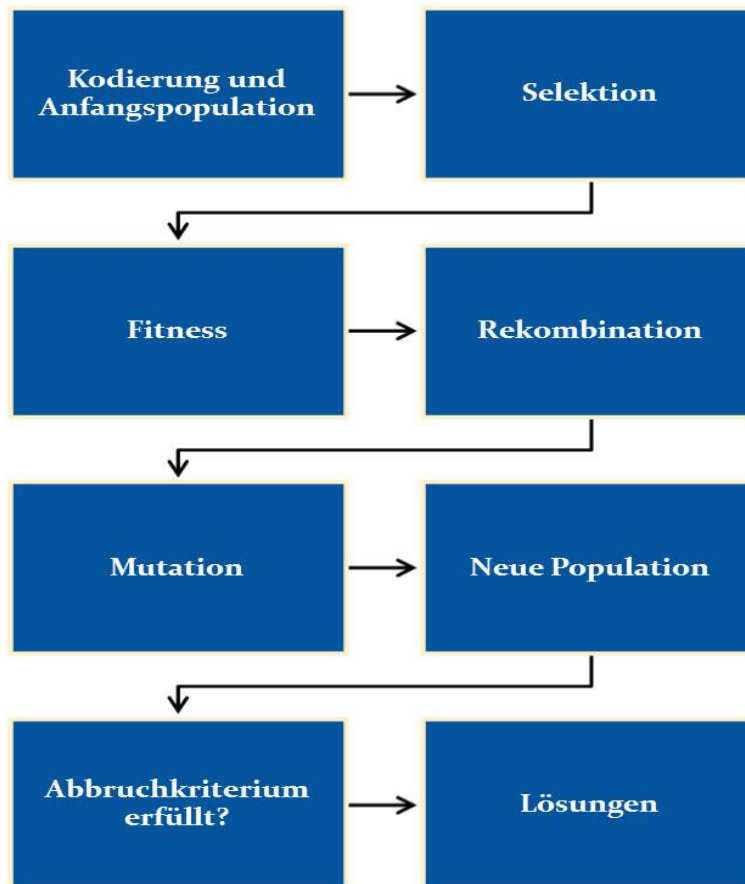 Kodierung und
Anfangspopulation
Selektion
Fitness
Rekombination
Mutation
Neue Population
Abbruchkriterium
erfüllt?
Lösungen